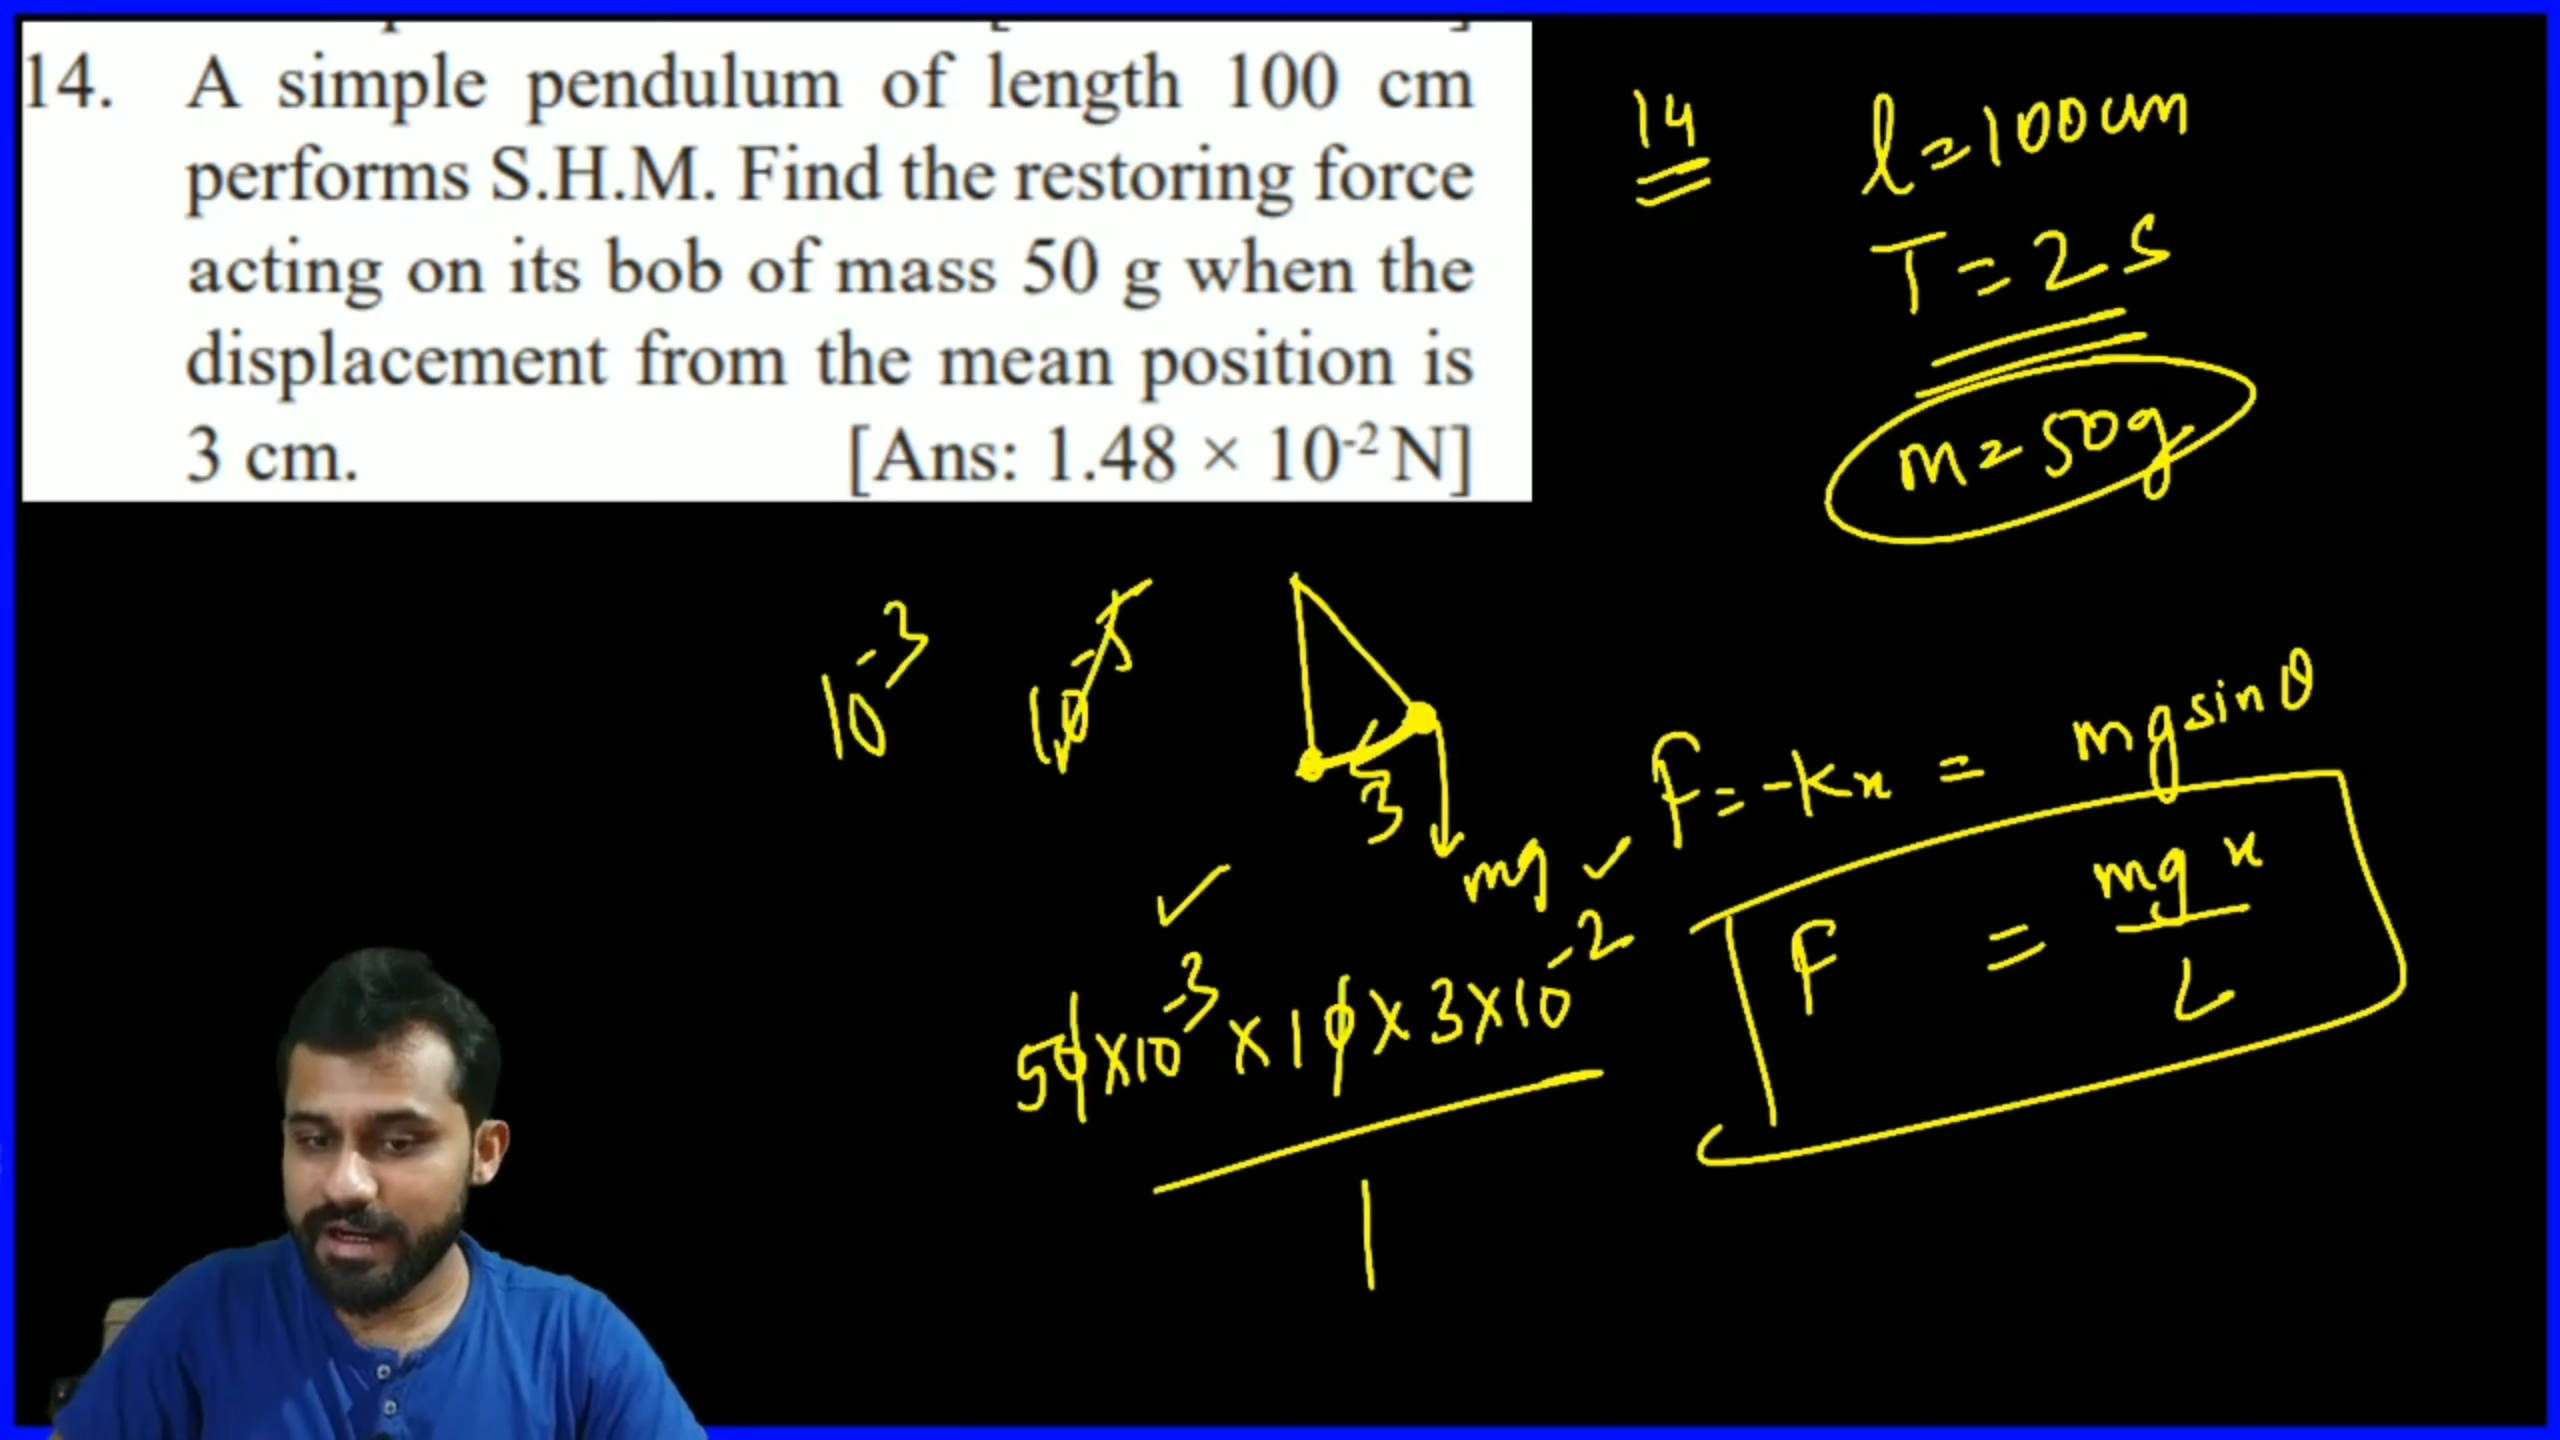 14. A simple pendulum of length 100 cm
performs S.H.M. Find the restoring force
acting on its bob of mass 50 g when the
displacement from the mean position is
3 cm. [Ans: 1.48 × 10⁻² N]
14
l = 100 cm
T = 2 s
m = 50g
10⁻³
3
mg
F = -Kx = mg sin θ
F = mg x / L
50 × 10⁻³ × 10 × 3 × 10⁻²
1